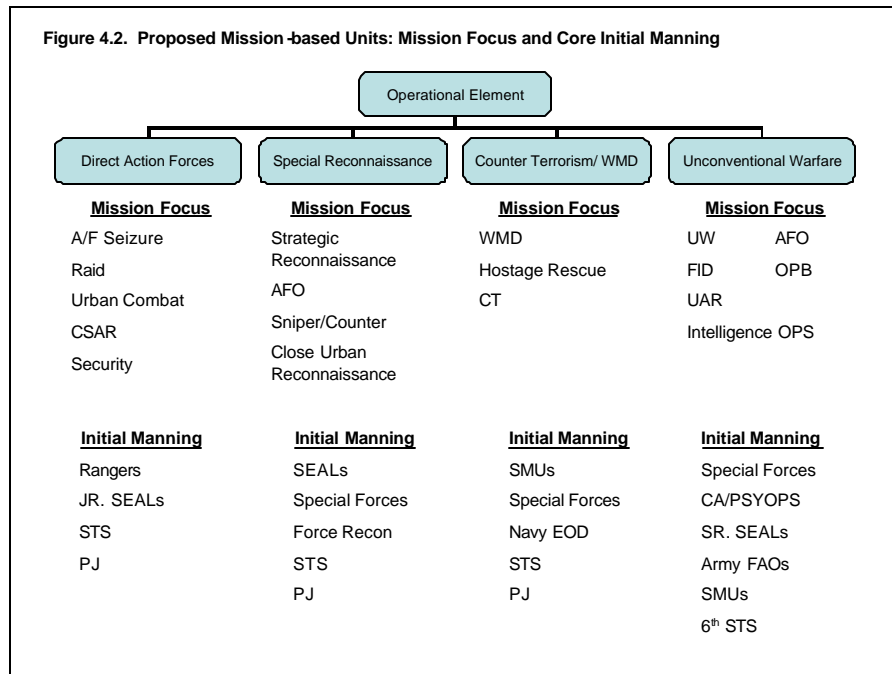 Figure 4.2. Proposed Mission-based Units: Mission Focus and Core Initial Manning
Operational Element
Direct Action Forces
Special Reconnaissance
Counter Terrorism/ WMD
Unconventional Warfare
Mission Focus
A/F Seizure
Raid
Urban Combat
CSAR
Security
Mission Focus
Strategic
Reconnaissance
AFO
Sniper/Counter
Close Urban
Reconnaissance
Mission Focus
WMD
Hostage Rescue
CT
Mission Focus
UW AFO
FID OPB
UAR
Intelligence OPS
Initial Manning
Rangers
JR. SEALs
STS
PJ
Initial Manning
SEALs
Special Forces
Force Recon
STS
PJ
Initial Manning
SMUs
Special Forces
Navy EOD
STS
PJ
Initial Manning
Special Forces
CA/PSYOPS
SR. SEALs
Army FAOs
SMUs
6th STS